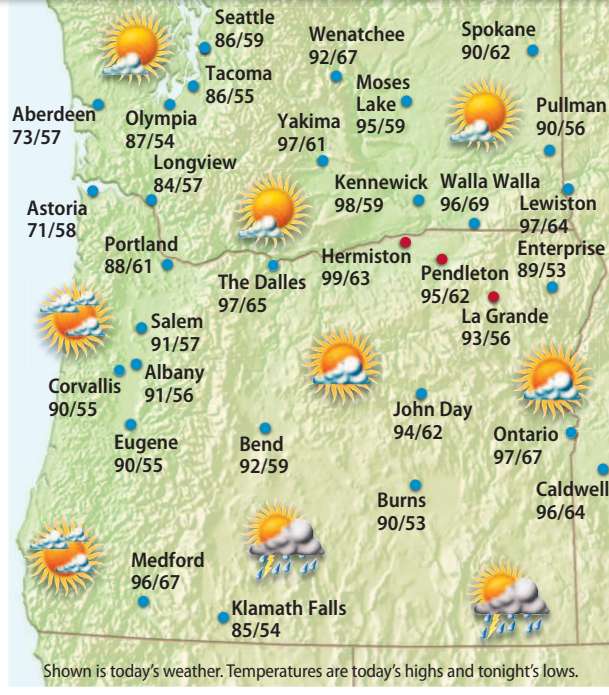 Seattle
86/59
Wenatchee
92/67
Spokane
90/62
Tacoma
86/55
Moses
Lake
95/59
Aberdeen
73/57
Olympia
87/54
Yakima
97/61
Pullman
90/56
Longview
84/57
Kennewick
98/59
Walla Walla
96/69
Lewiston
97/64
Astoria
71/58
Portland
88/61
The Dalles
97/65
Hermiston
99/63
Pendleton
95/62
Enterprise
89/53
La Grande
93/56
Salem
91/57
Albany
91/56
Corvallis
90/55
Eugene
90/55
Bend
92/59
John Day
94/62
Ontario
97/67
Burns
90/53
Caldwell
96/64
Medford
96/67
Klamath Falls
85/54
Shown is today's weather. Temperatures are today's highs and tonight's lows.